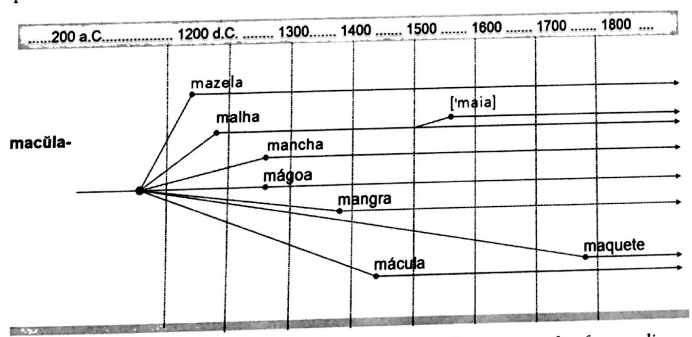 ......200 a.C.................. 1200 d.C. ........ 1300....... 1400 ....... 1500 ....... 1600 ....... 1700 ....... 1800 ....
mazela
['maia]
malha
macŭla-
mancha
mágoa
mangra
maquete
mácula